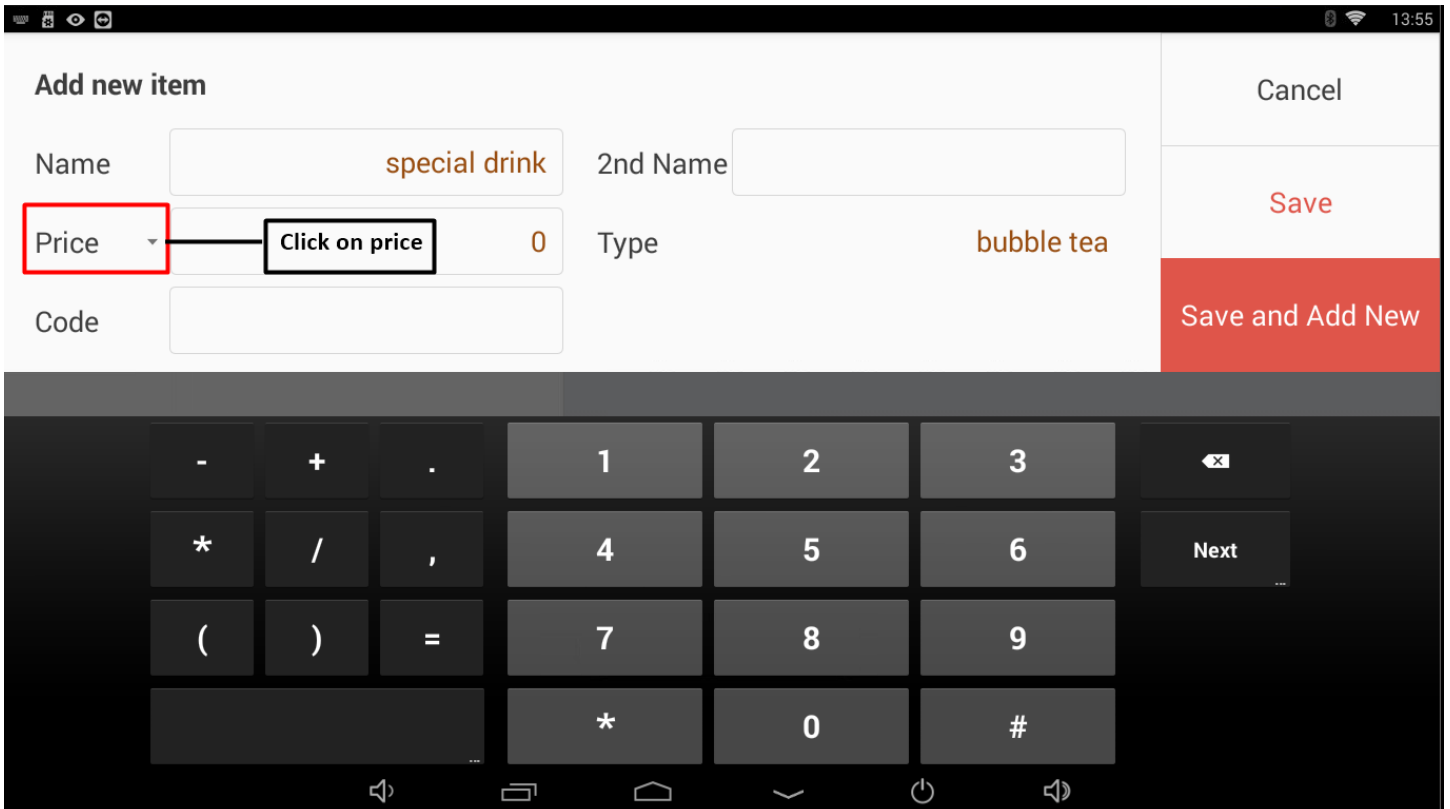 13:55
Add new item
Cancel
Name special drink 2nd Name
Save
Price Click on price 0 Type bubble tea
Save and Add New
Code
- + . 1 2 3
* / , 4 5 6 Next
( ) = 7 8 9
* 0 #